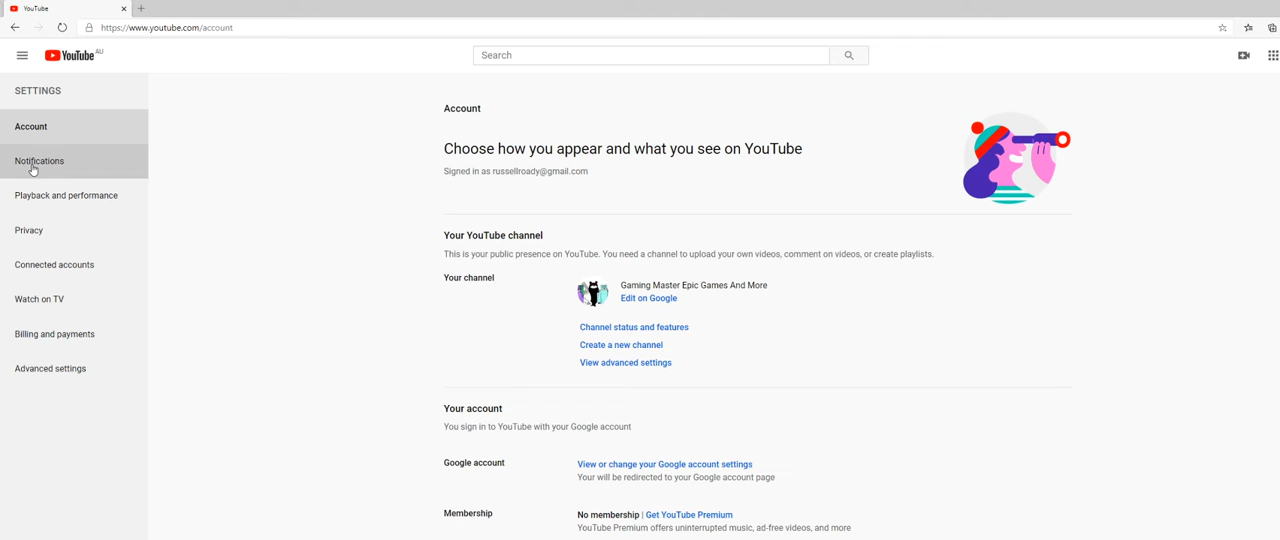 YouTube
https://www.youtube.com/account
YouTube AU
Search
SETTINGS
Account
Notifications
Playback and performance
Privacy
Connected accounts
Watch on TV
Billing and payments
Advanced settings
Account
Choose how you appear and what you see on YouTube
Signed in as russellroady@gmail.com
Your YouTube channel
This is your public presence on YouTube. You need a channel to upload your own videos, comment on videos, or create playlists.
Your channel
Gaming Master Epic Games And More
Edit on Google
Channel status and features
Create a new channel
View advanced settings
Your account
You sign in to YouTube with your Google account
Google account
View or change your Google account settings
Your will be redirected to your Google account page
Membership
No membership | Get YouTube Premium
YouTube Premium offers uninterrupted music, ad-free videos, and more